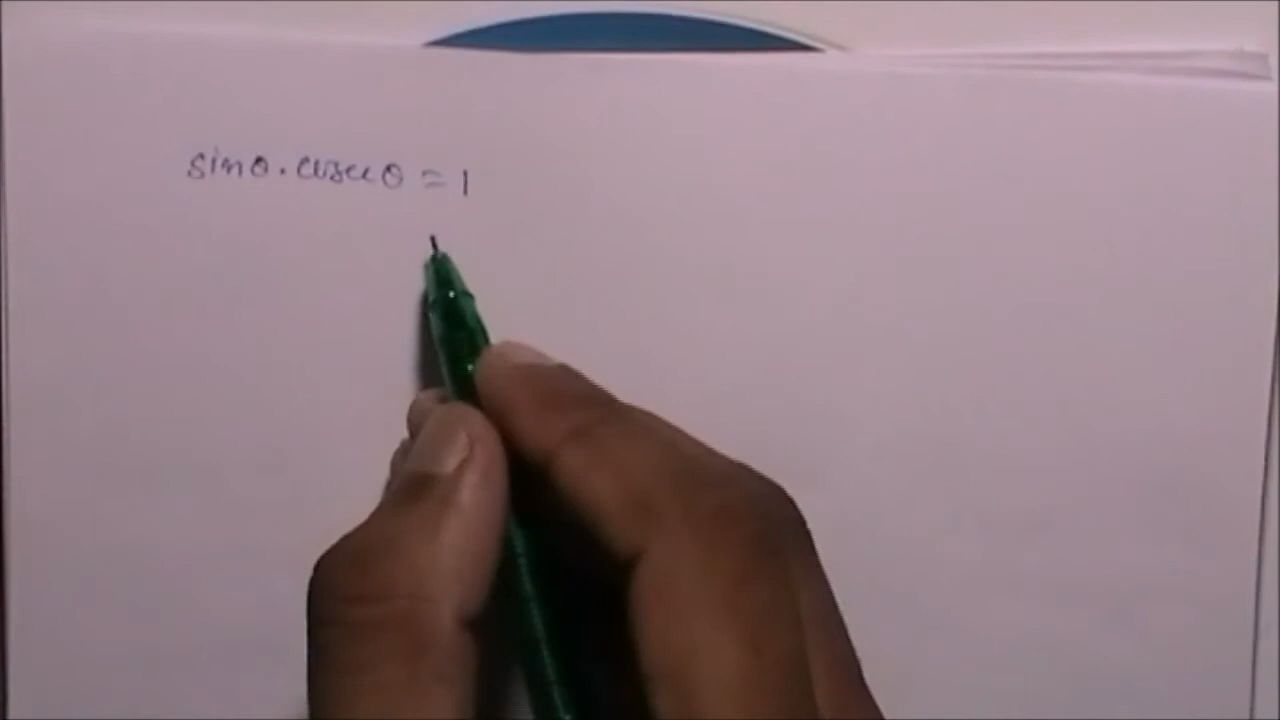 sinθ . cosecθ = 1